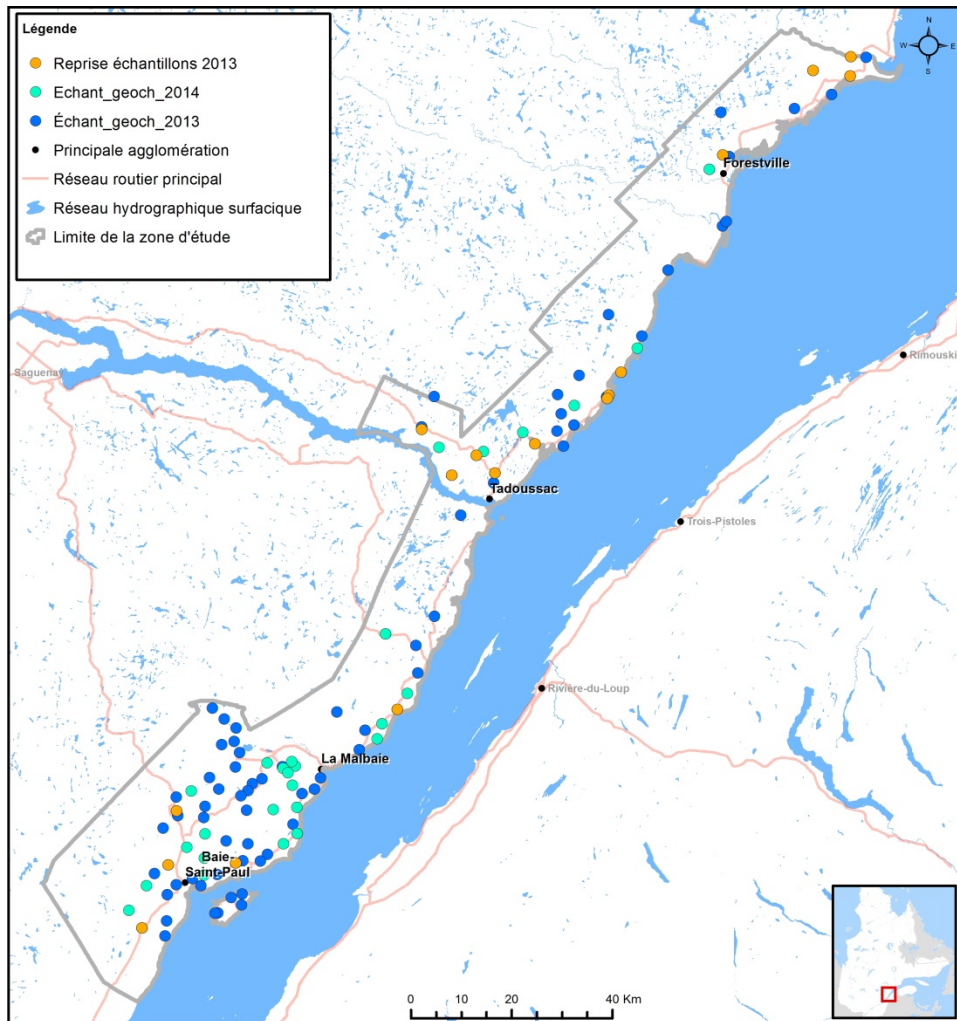 Légende
Reprise échantillons 2013
Echant_geoch_2014
Échant_geoch_2013
Principale agglomération
Réseau routier principal
Réseau hydrographique surfacique
Limite de la zone d'étude
N
W E
S
Forestville
Rimouski
Saguenay
Tadoussac
Trois-Pistoles
Rivière-du-Loup
La Malbaie
Baie-
Saint-Paul
0 10 20 40 Km